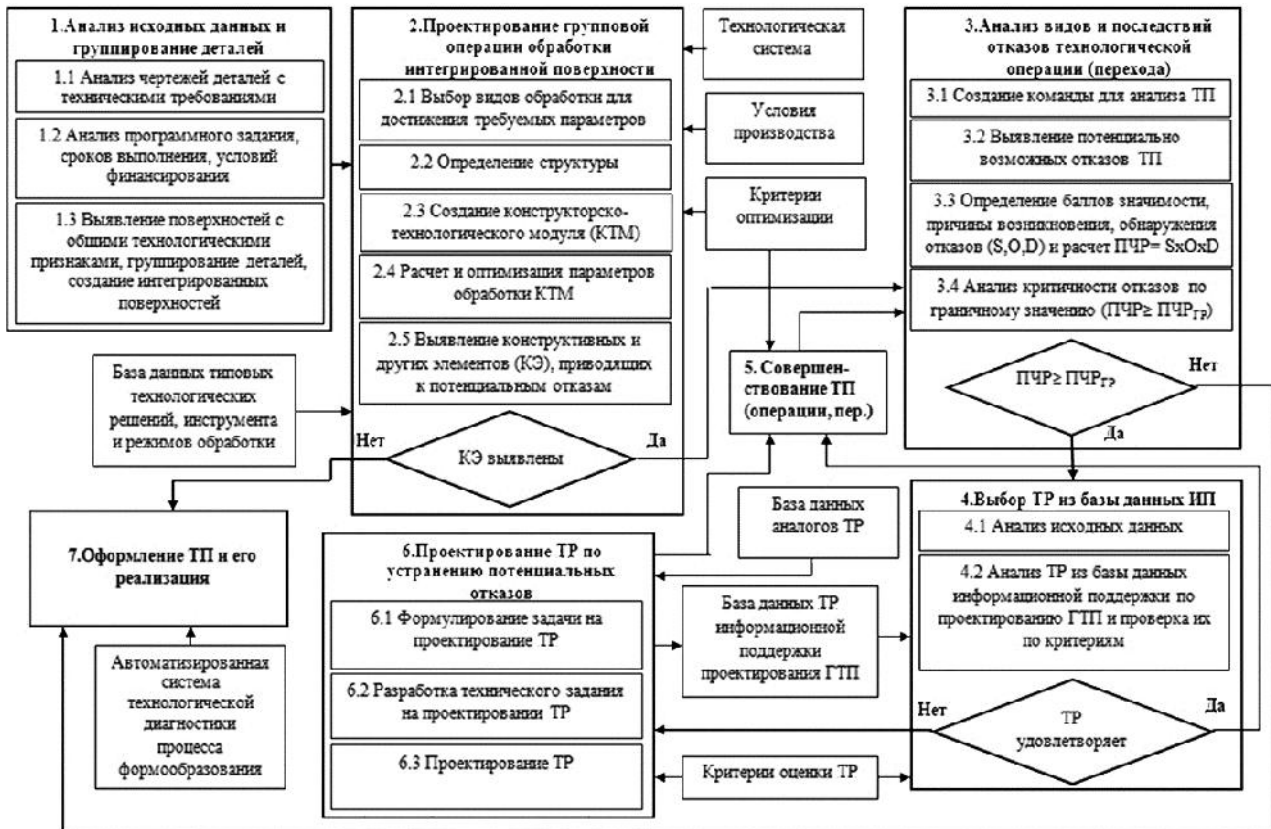 1.Анализ исходных данных и
группирование деталей
1.1 Анализ чертежей деталей с
техническими требованиями
1.2 Анализ программного задания,
сроков выполнения, условий
финансирования
1.3 Выявление поверхностей с
общими технологическими
признаками, группирование деталей,
создание интегрированных
поверхностей
База данных типовых
технологических
решений, инструмента
и режимов обработки
2.Проектирование групповой
операции обработки
интегрированной поверхности
2.1 Выбор видов обработки для
достижения требуемых параметров
2.2 Определение структуры
2.3 Создание конструкторско-
технологического модуля (КТМ)
2.4 Расчет и оптимизация параметров
обработки КТМ
2.5 Выявление конструктивных и
других элементов (КЭ), приводящих
к потенциальным отказам
Нет
КЭ выявлены
Да
Технологическая
система
Условия
производства
Критерии
оптимизации
3.Анализ видов и последствий
отказов технологической
операции (перехода)
3.1 Создание команды для анализа ТП
3.2 Выявление потенциально
возможных отказов ТП
3.3 Определение баллов значимости,
причины возникновения, обнаружения
отказов (S,O,D) и расчет ПЧР= SxOxD
3.4 Анализ критичности отказов по
граничному значению (ПЧР≥ ПЧРГР)
ПЧР≥ ПЧРГР
Нет
Да
5. Совершен-
ствование ТП
(операции, пер.)
4.Выбор ТР из базы данных ИП
4.1 Анализ исходных данных
4.2 Анализ ТР из базы данных
информационной поддержки по
проектированию ГТП и проверка их
по критериям
Нет
ТР
удовлетворяет
Да
База данных
аналогов ТР
База данных ТР
информационной
поддержки
проектирования ГТП
Критерии оценки ТР
6.Проектирование ТР по
устранению потенциальных
отказов
6.1 Формулирование задачи на
проектирование ТР
6.2 Разработка технического задания
на проектировании ТР
6.3 Проектирование ТР
7.Оформление ТП и его
реализация
Автоматизированная
система
технологической
диагностики
процесса
формообразования